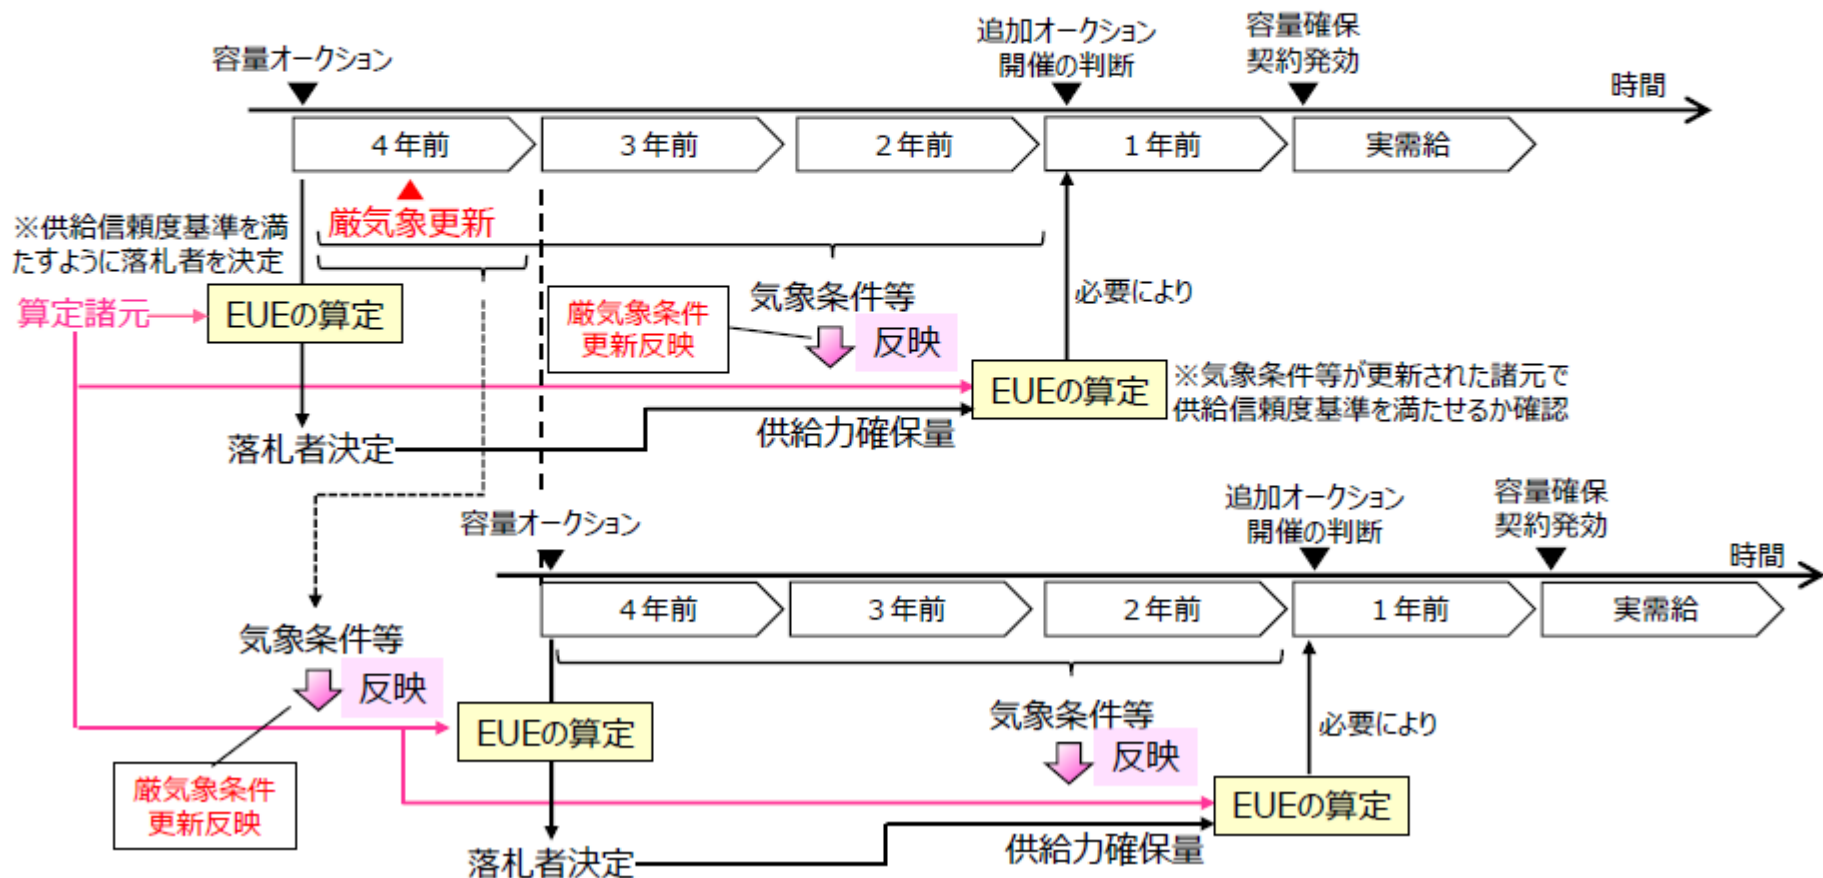 容量オークション
追加オークション
開催の判断
容量確保
契約発効
時間
４年前
３年前
２年前
１年前
実需給
厳気象更新
※供給信頼度基準を満
たすように落札者を決定
算定諸元
EUEの算定
厳気象条件
更新反映
気象条件等
反映
必要により
EUEの算定
※気象条件等が更新された諸元で
供給信頼度基準を満たせるか確認
落札者決定
供給力確保量
容量オークション
追加オークション
開催の判断
容量確保
契約発効
時間
４年前
３年前
２年前
１年前
実需給
気象条件等
反映
厳気象条件
更新反映
EUEの算定
気象条件等
反映
必要により
EUEの算定
落札者決定
供給力確保量